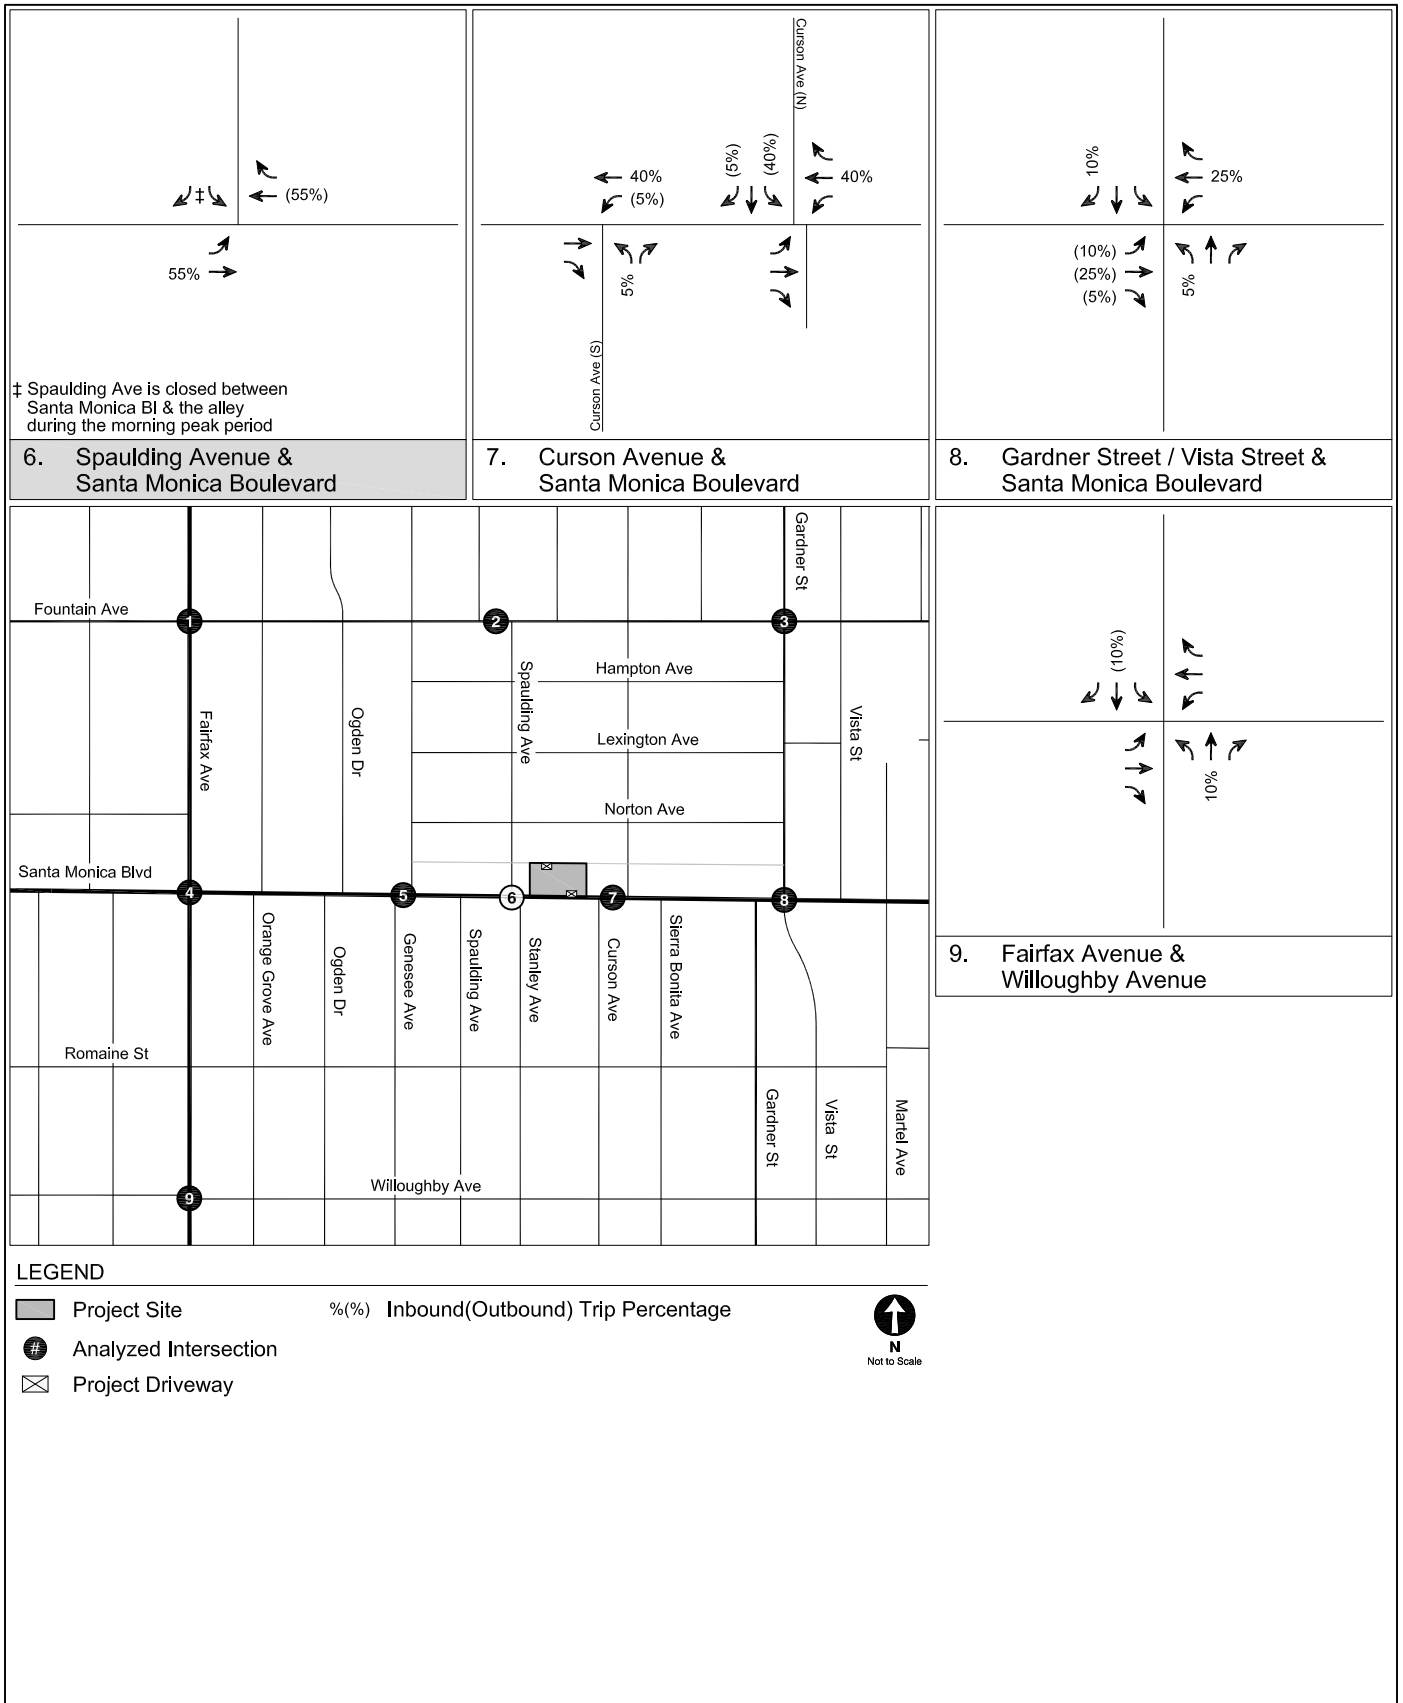 (55%)
‡
55%
‡ Spaulding Ave is closed between
Santa Monica Bl & the alley
during the morning peak period
6. Spaulding Avenue &
Santa Monica Boulevard
Curson Ave (N)
(5%)
(40%)
40%
(5%)
40%
5%
Curson Ave (S)
7. Curson Avenue &
Santa Monica Boulevard
10%
25%
(10%)
(25%)
(5%)
5%
8. Gardner Street / Vista Street &
Santa Monica Boulevard
Gardner St
Fountain Ave
1
2
3
Hampton Ave
Spaulding Ave
Fairfax Ave
Ogden Dr
Vista St
Lexington Ave
Norton Ave
Santa Monica Blvd
4
5
6
7
8
Orange Grove Ave
Ogden Dr
Genesee Ave
Spaulding Ave
Stanley Ave
Curson Ave
Sierra Bonita Ave
Romaine St
Gardner St
Vista St
Martel Ave
Willoughby Ave
9
(10%)
10%
9. Fairfax Avenue &
Willoughby Avenue
LEGEND
Project Site
%(%) Inbound(Outbound) Trip Percentage
# Analyzed Intersection
Project Driveway
N
Not to Scale